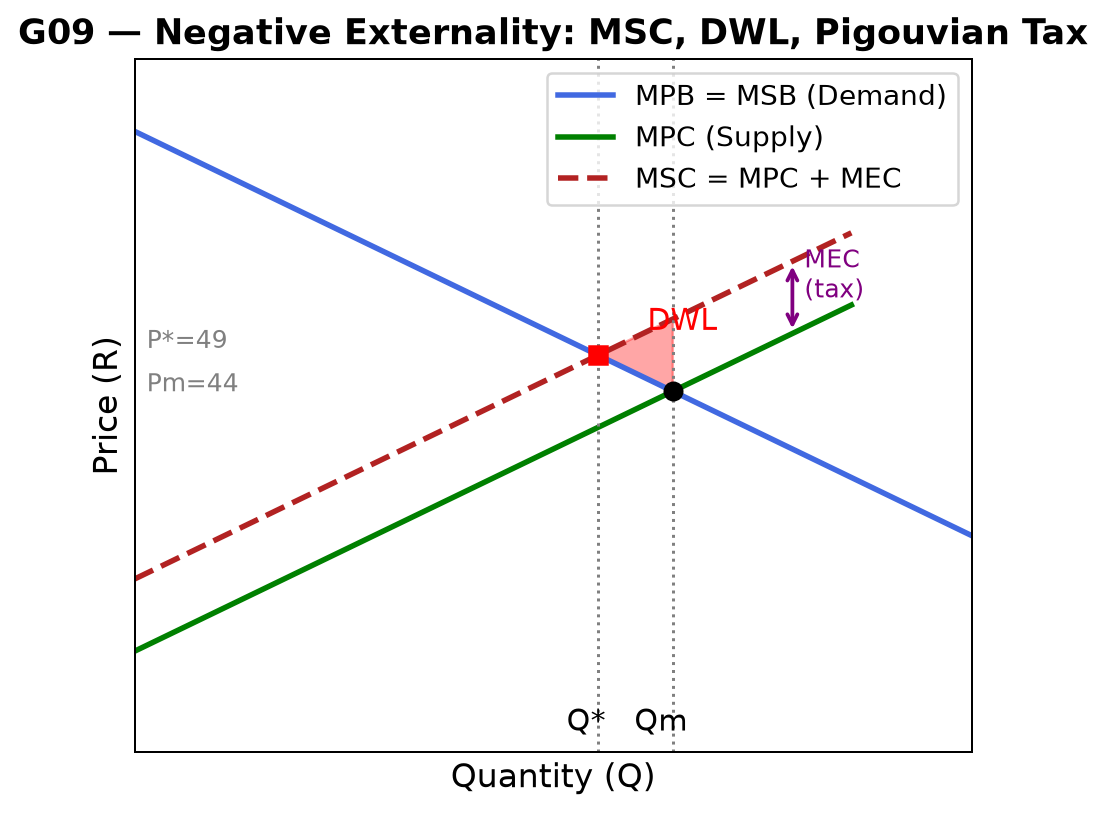 G09 — Negative Externality: MSC, DWL, Pigouvian Tax
MPB = MSB (Demand)
MPC (Supply)
MSC = MPC + MEC
MEC
(tax)
DWL
P*=49
Pm=44
Price (R)
Q*
Qm
Quantity (Q)